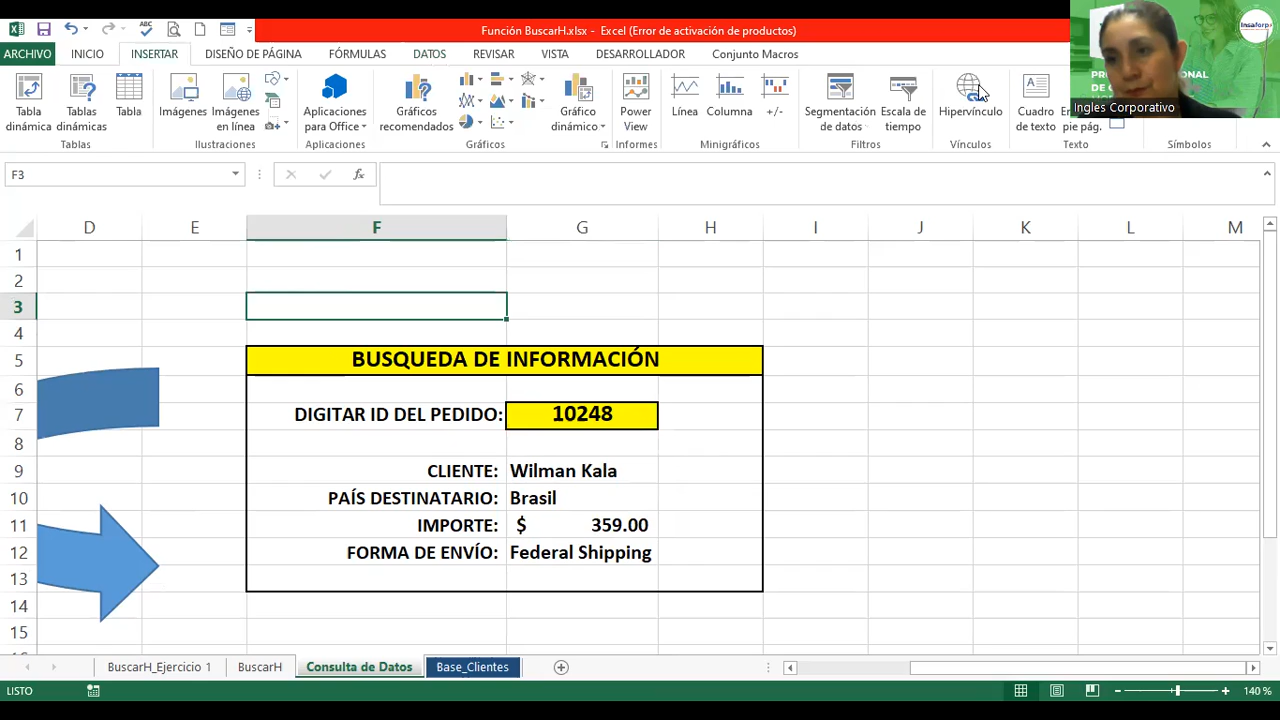 Función BuscarH.xlsx - Excel (Error de activación de productos)
ARCHIVO INICIO INSERTAR DISEÑO DE PÁGINA FÓRMULAS DATOS REVISAR VISTA DESARROLLADOR Conjunto Macros
Tabla dinámica
Tablas dinámicas
Tabla
Imágenes
Imágenes en línea
Aplicaciones para Office
Gráficos recomendados
Gráfico dinámico
Power View
Línea
Columna
+/-
Segmentación de datos
Escala de tiempo
Hipervínculo
Cuadro de texto
pie pág.
Tablas Ilustraciones Aplicaciones Gráficos Informes Minigráficos Filtros Vínculos Texto Símbolos
Insaforp
Ingles Corporativo
F3
fx
D E F G H I J K L M
1
2
3
4
5 BUSQUEDA DE INFORMACIÓN
6
7 DIGITAR ID DEL PEDIDO: 10248
8
9 CLIENTE: Wilman Kala
10 PAÍS DESTINATARIO: Brasil
11 IMPORTE: $ 359.00
12 FORMA DE ENVÍO: Federal Shipping
13
14
15
BuscarH_Ejercicio 1 BuscarH Consulta de Datos Base_Clientes
LISTO 140 %